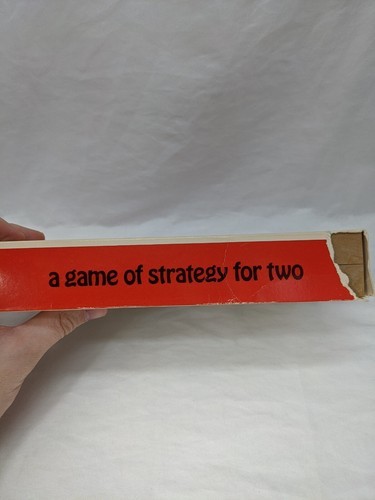 a game of strategy for two